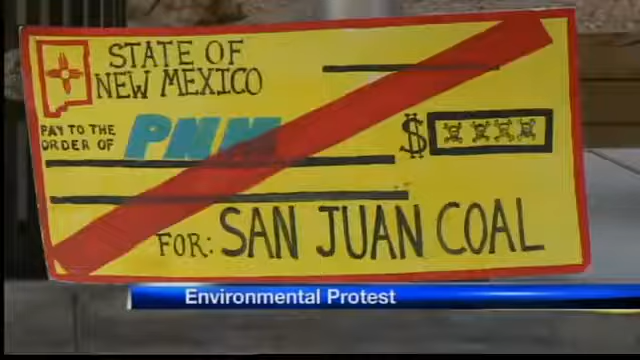 STATE OF
NEW MEXICO
PAY TO THE
ORDER OF
PNM
$
FOR: SAN JUAN COAL
Environmental Protest